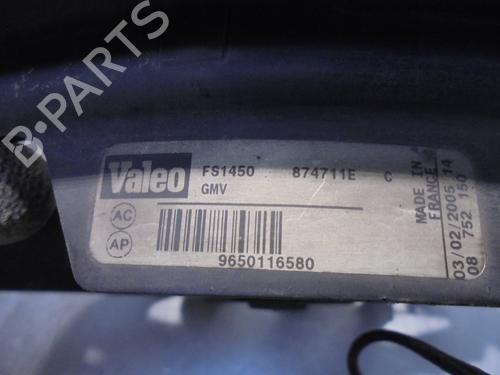 B-PARTS
Valeo
FS1450 874711E C
GMV
AC
AP
9650116580
MADE IN
FRANCE 14
03/02/2005
08 752 150